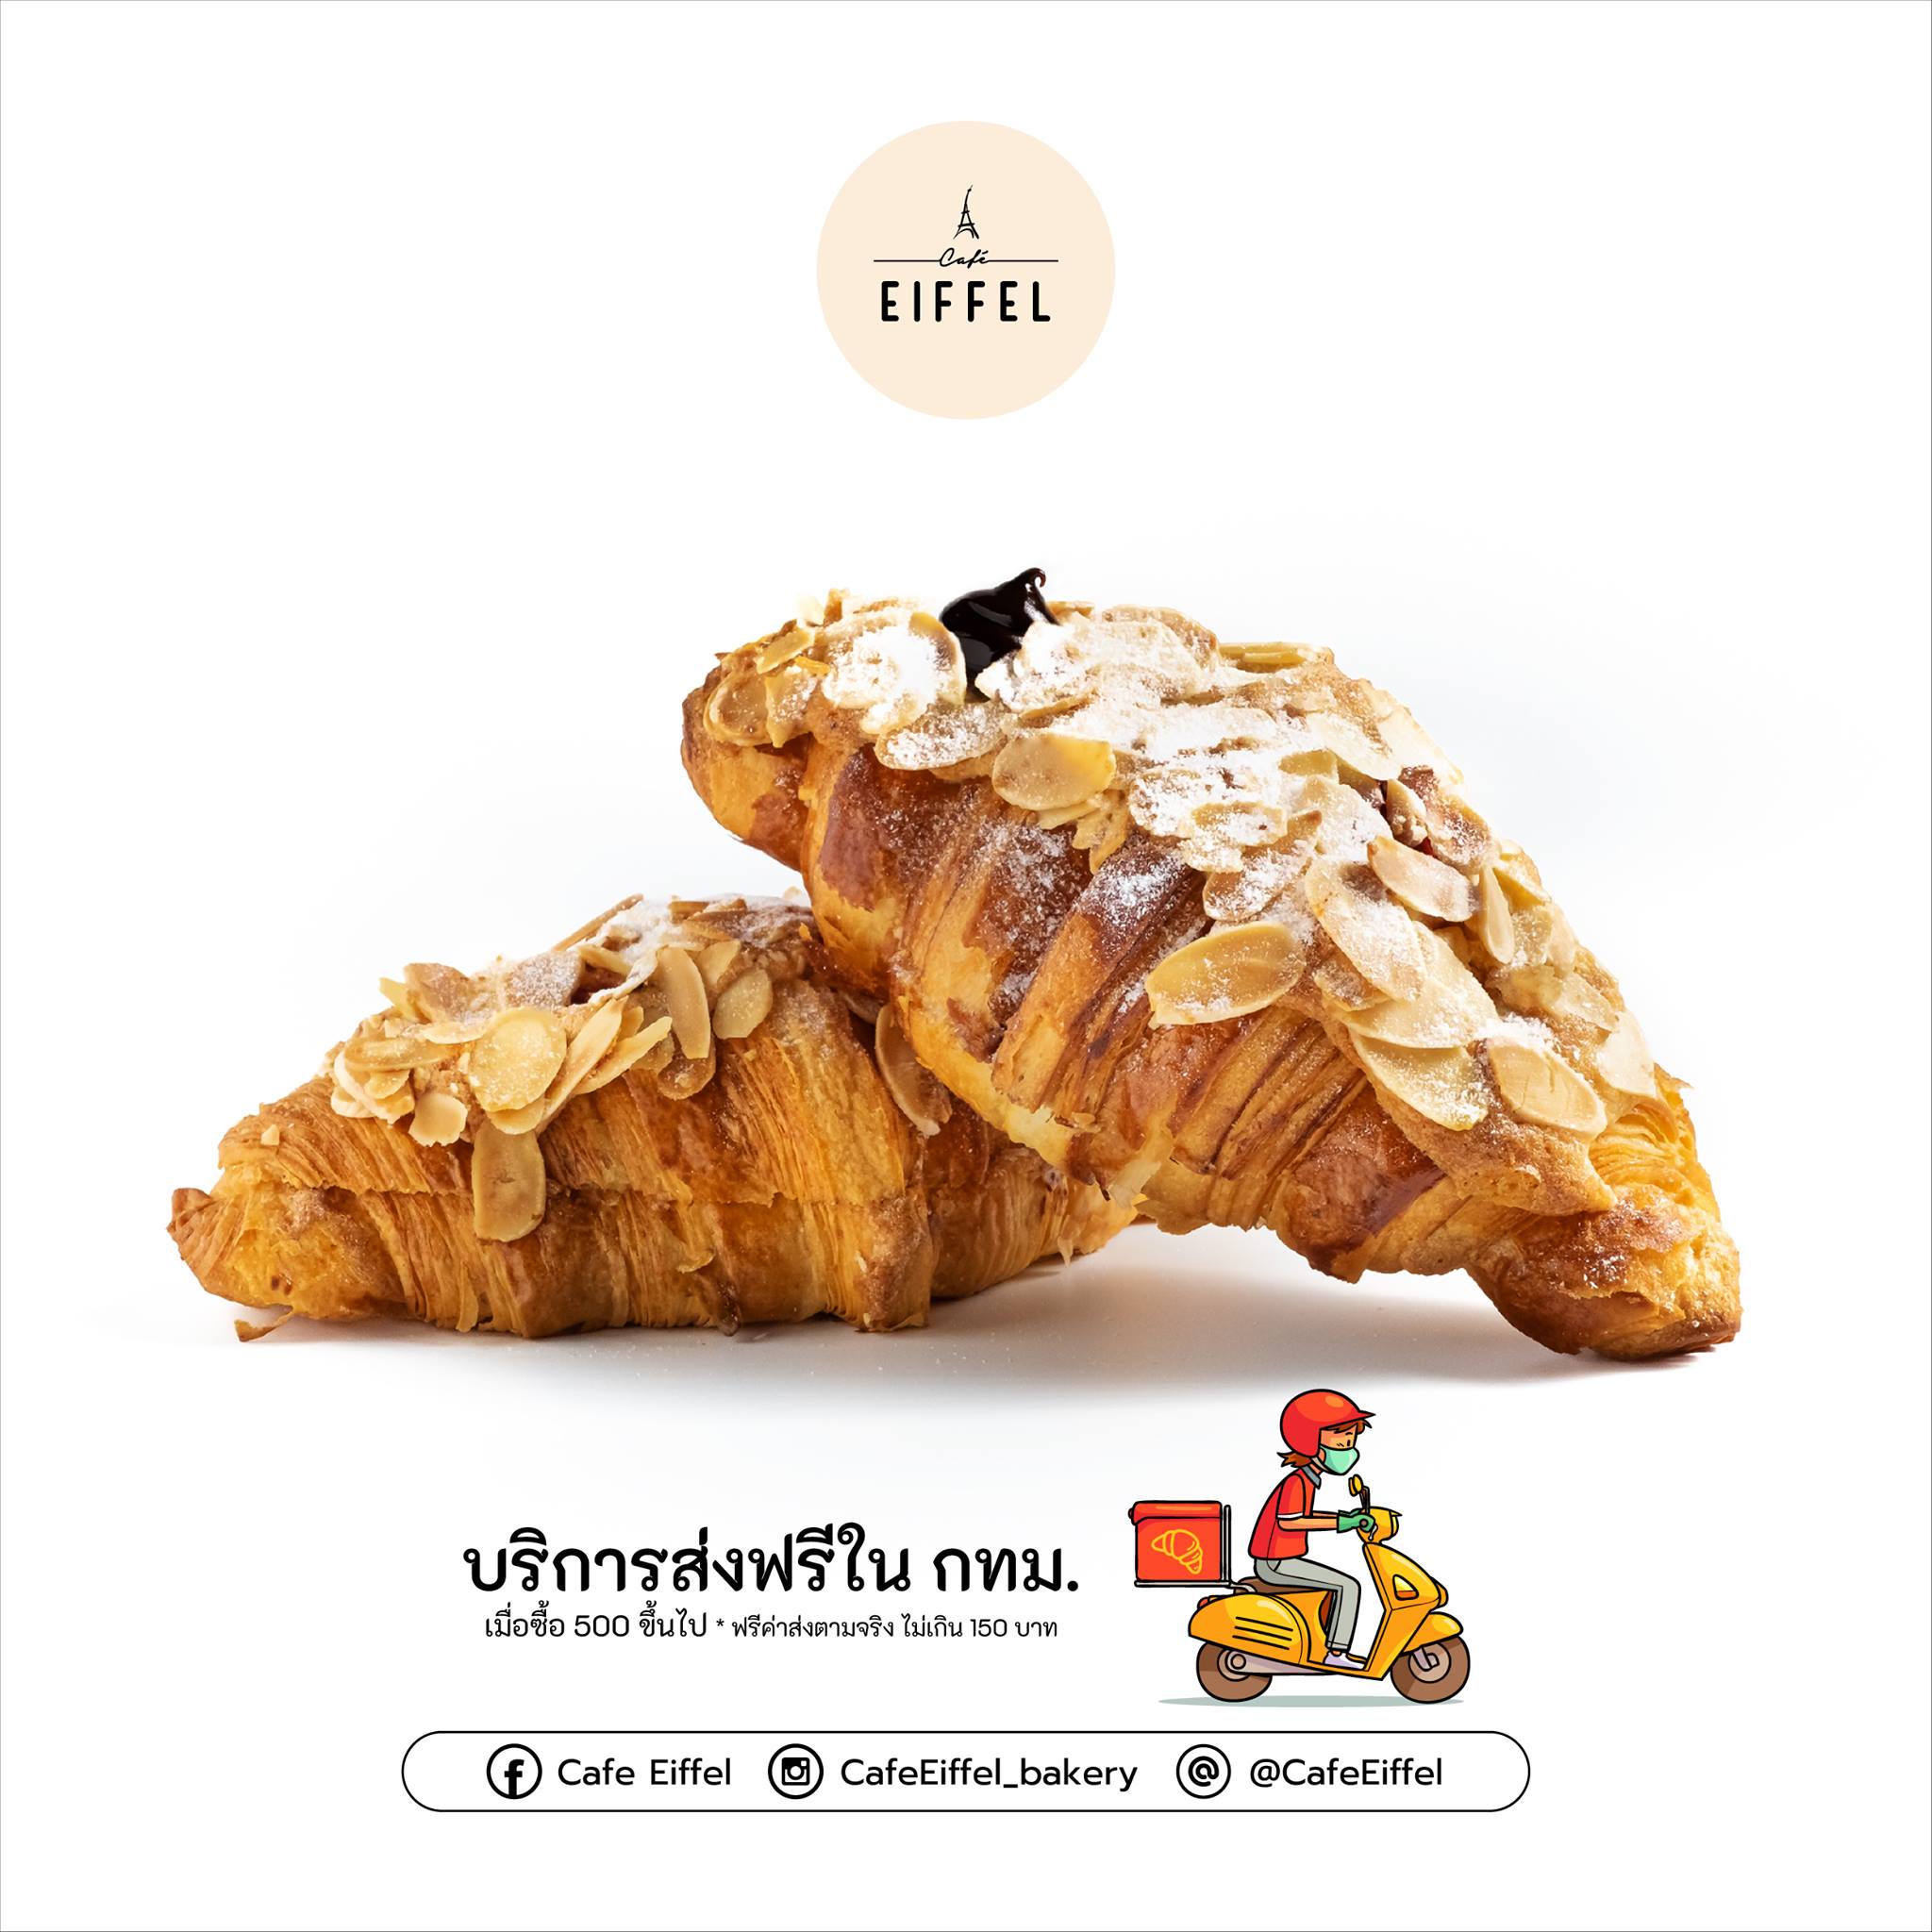 Café
EIFFEL
บริการส่งฟรีใน กทม.
เมื่อซื้อ 500 ขึ้นไป * ฟรีค่าส่งตามจริง ไม่เกิน 150 บาท
Cafe Eiffel CafeEiffel_bakery @CafeEiffel